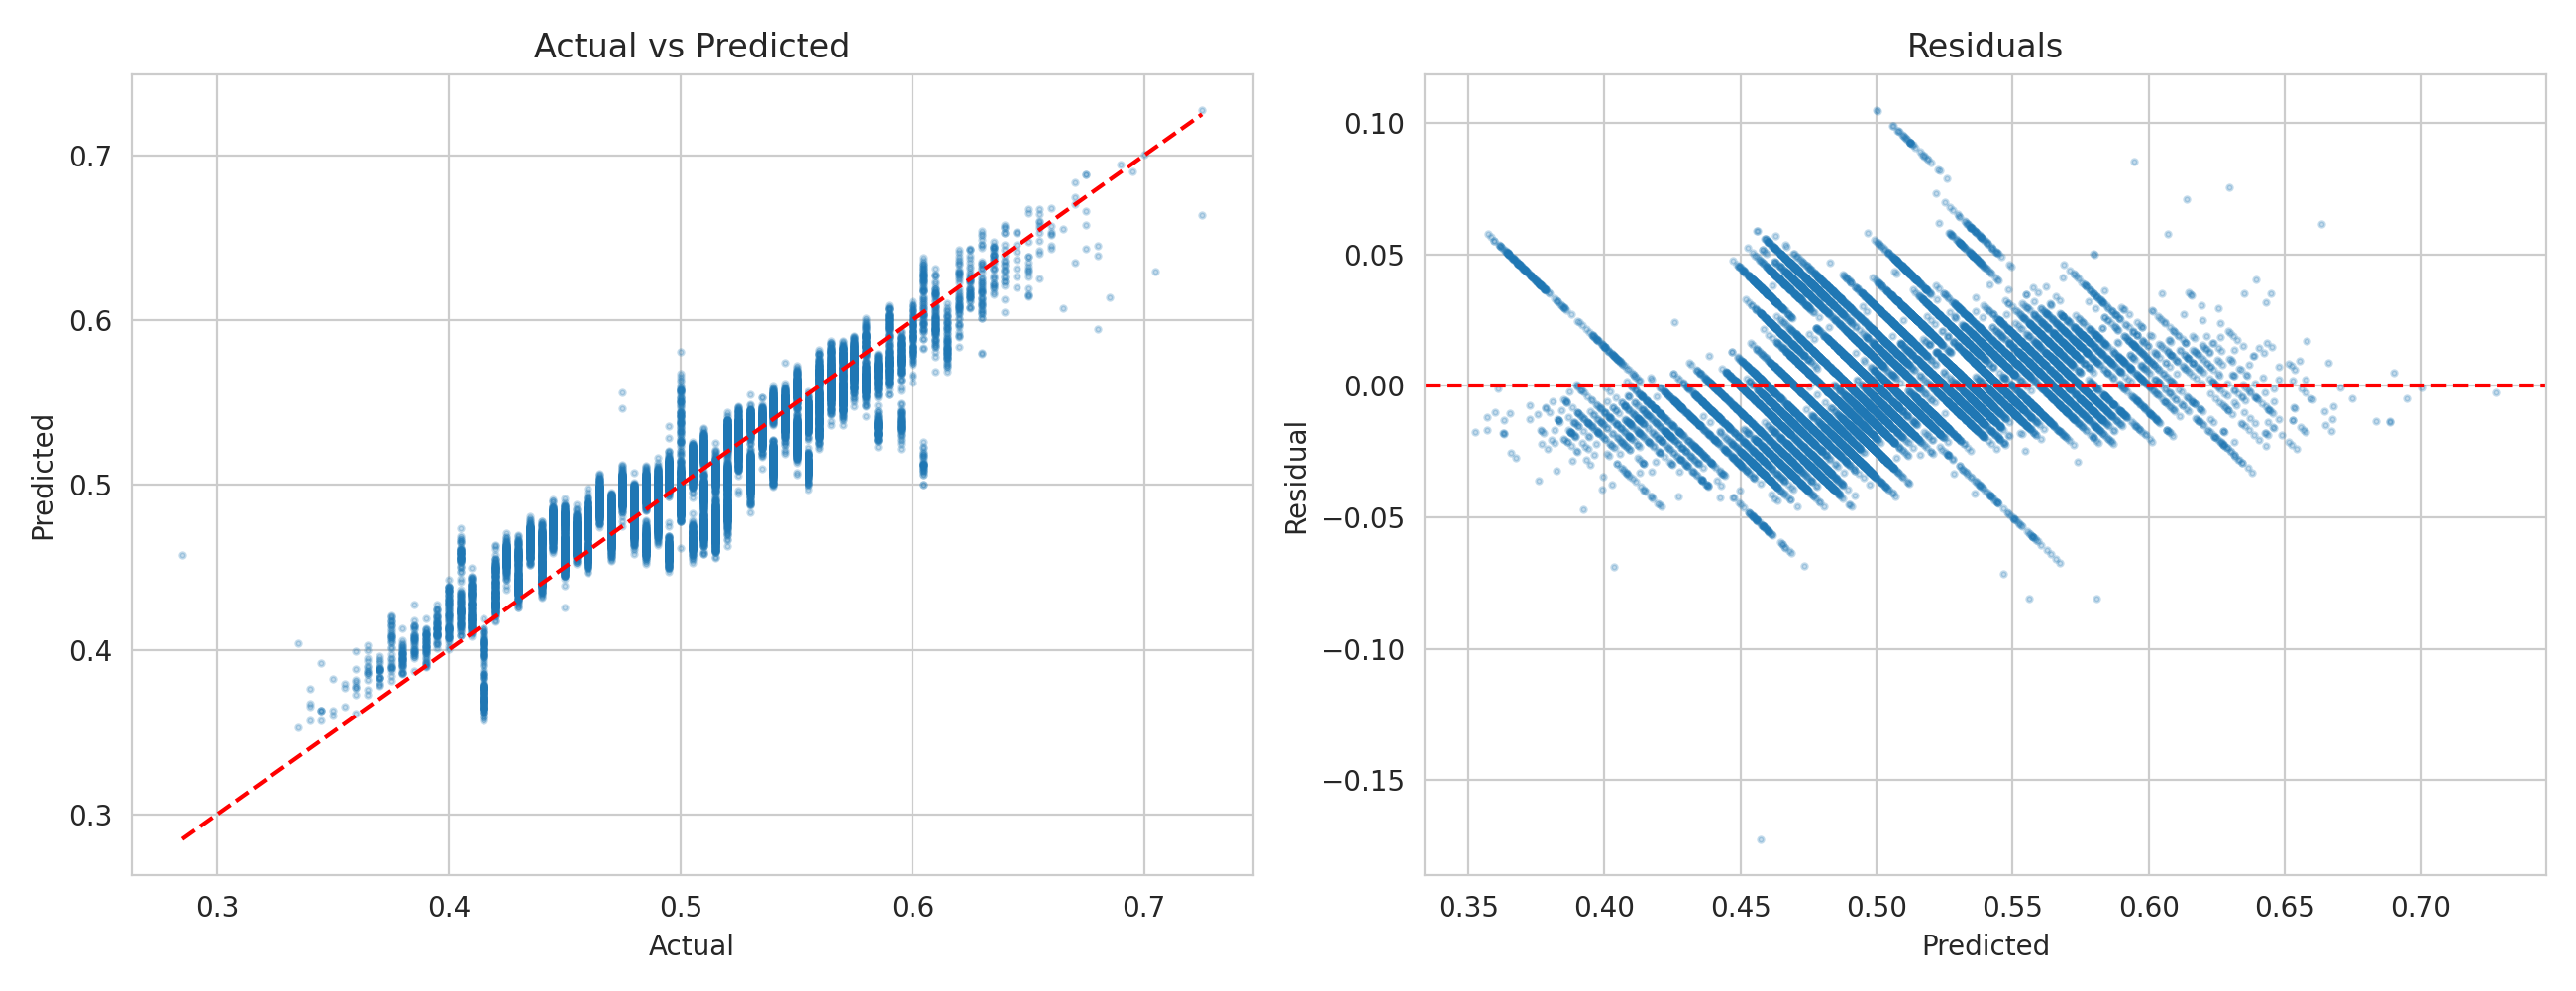 Actual vs Predicted
Predicted
0.7
0.6
0.5
0.4
0.3
0.3 0.4 0.5 0.6 0.7
Actual
Residuals
Residual
0.10
0.05
0.00
−0.05
−0.10
−0.15
0.35 0.40 0.45 0.50 0.55 0.60 0.65 0.70
Predicted